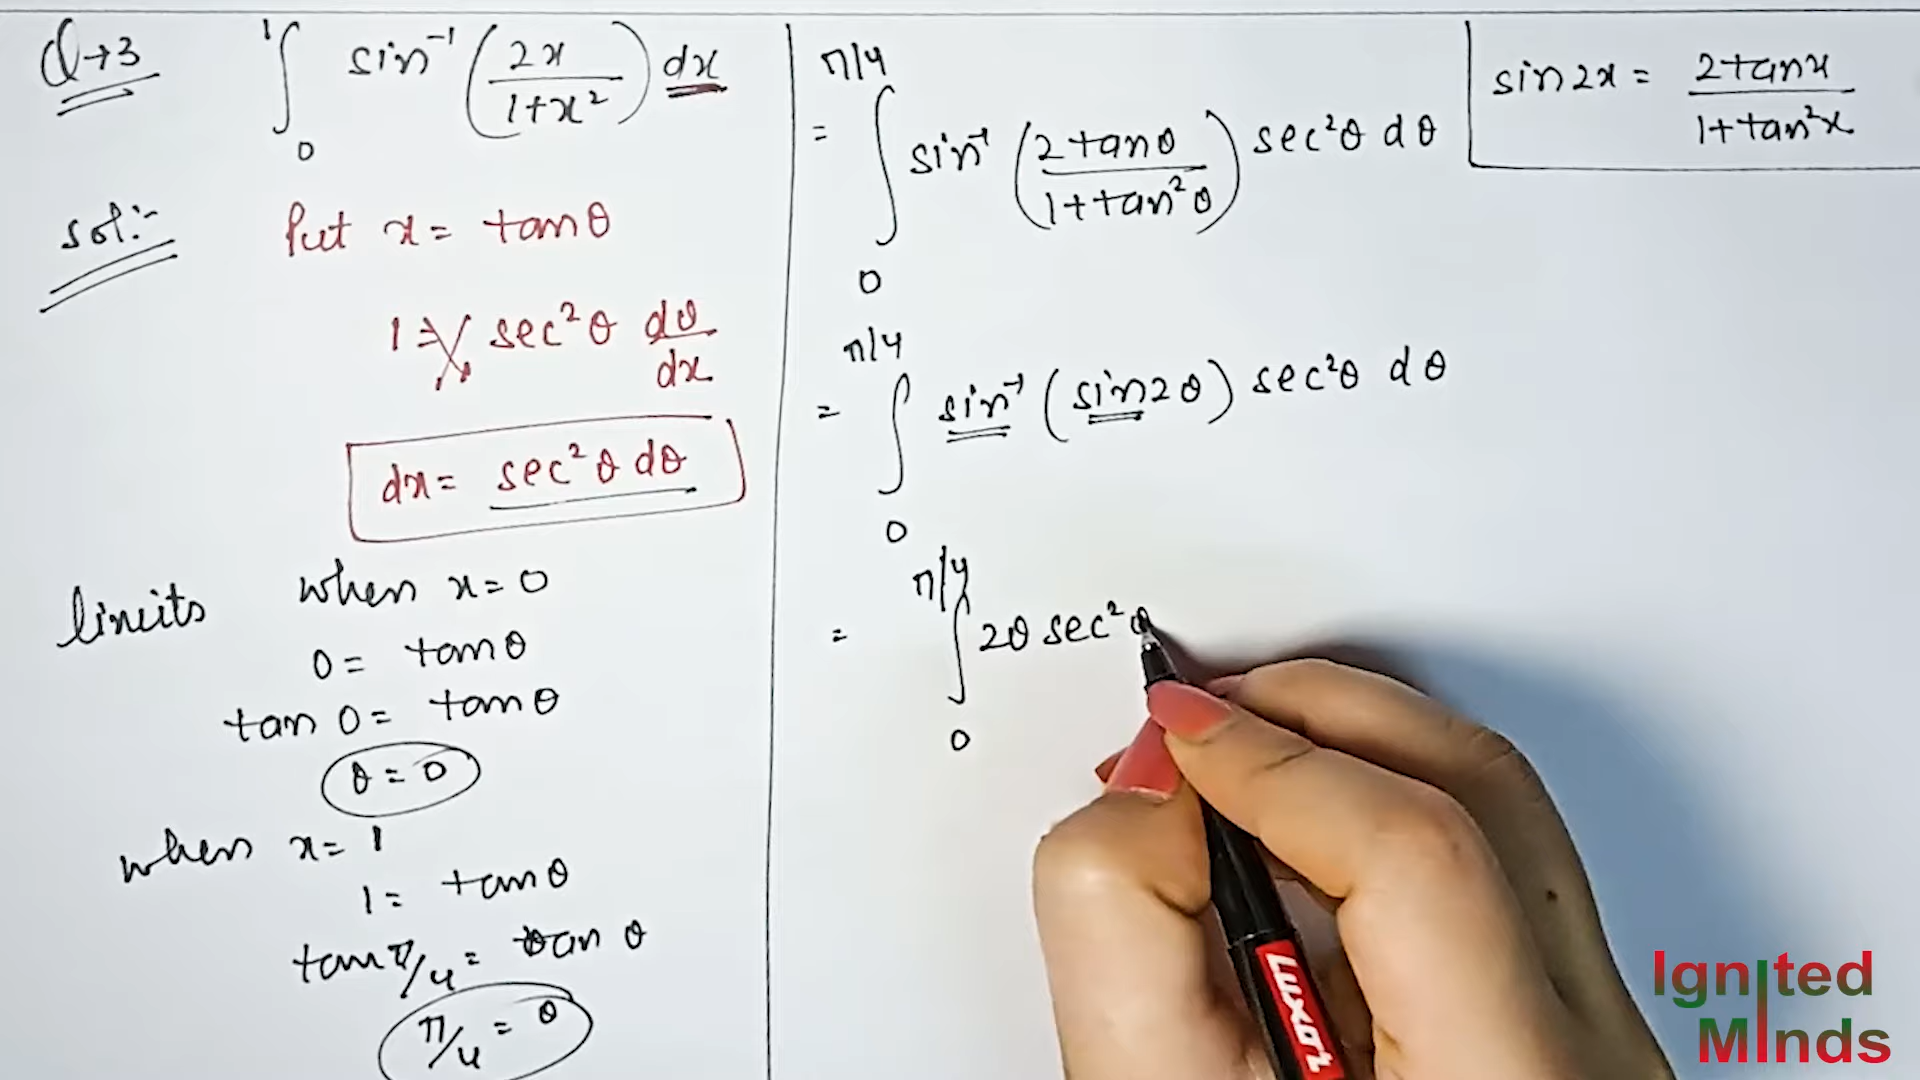 Q→3 ∫₀¹ sin⁻¹ (2x / 1+x²) dx
Sol:- Put x = tanθ
1 = sec²θ dθ/dx
dx = sec²θ dθ
limits when x = 0
0 = tanθ
tan 0 = tanθ
θ = 0
when x = 1
1 = tanθ
tan π/4 = tan θ
π/4 = θ
= ∫₀^π/4 sin⁻¹ (2tanθ / 1+tan²θ) sec²θ dθ
= ∫₀^π/4 sin⁻¹ (sin2θ) sec²θ dθ
= ∫₀^π/4 2θ sec²θ
sin2x = 2tanx / 1+tan²x
LUXOR
Ignited
Minds